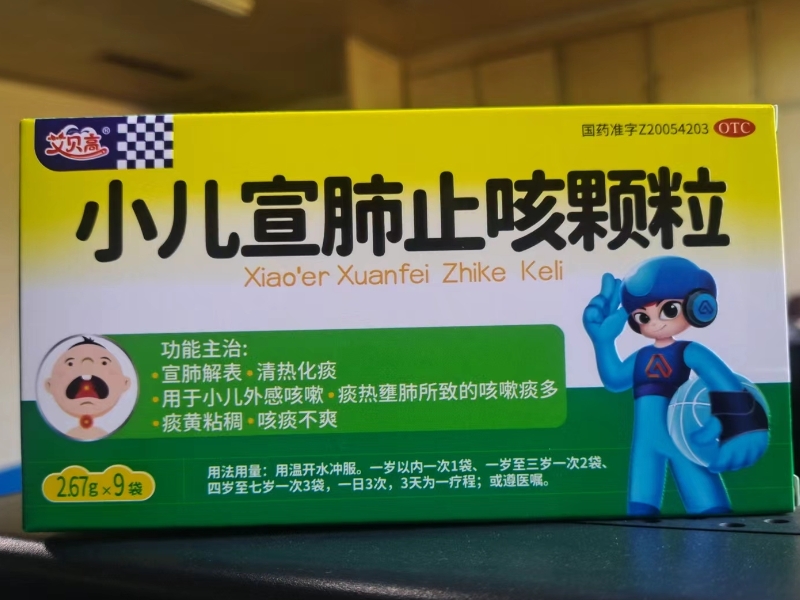 艾贝高®
国药准字Z20054203 OTC
小儿宣肺止咳颗粒
Xiao'er Xuanfei Zhike Keli
功能主治:
·宣肺解表·清热化痰
·用于小儿外感咳嗽·痰热壅肺所致的咳嗽痰多
·痰黄粘稠·咳痰不爽
2.67g×9袋
用法用量：用温开水冲服。一岁以内一次1袋、一岁至三岁一次2袋、
四岁至七岁一次3袋，一日3次，3天为一疗程；或遵医嘱。